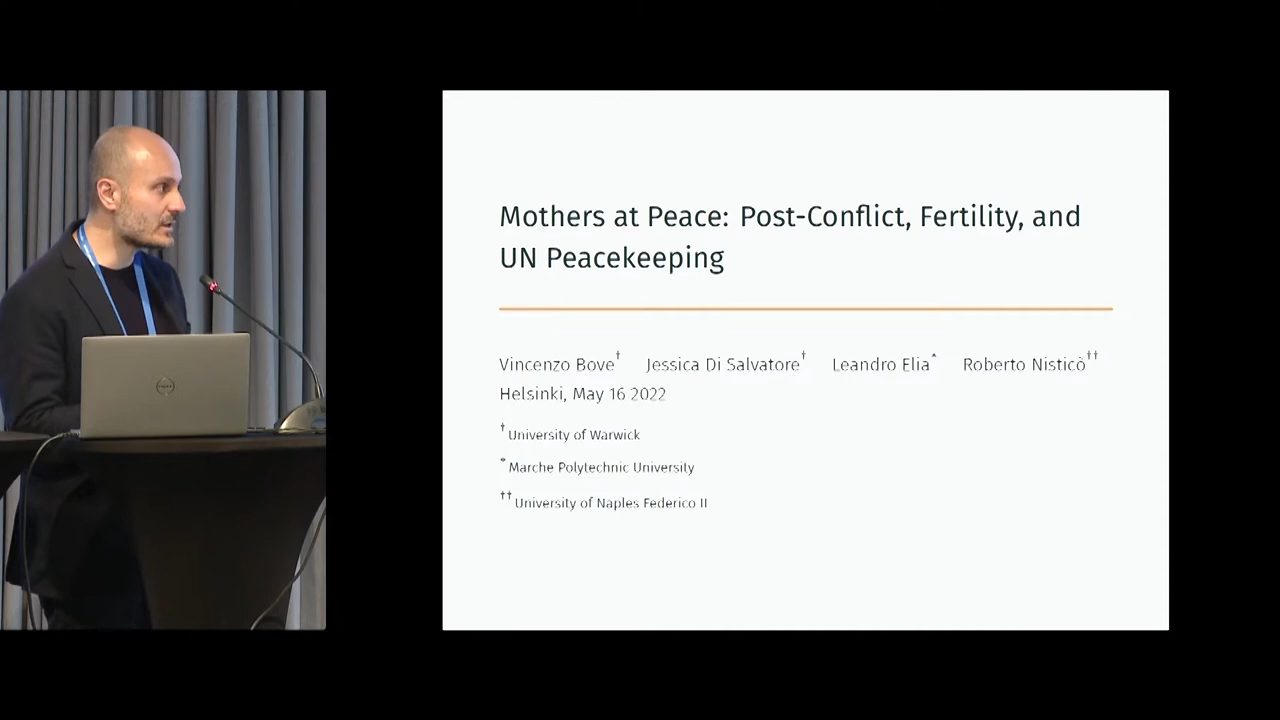 Mothers at Peace: Post-Conflict, Fertility, and
UN Peacekeeping
Vincenzo Bove† Jessica Di Salvatore† Leandro Elia* Roberto Nisticò††
Helsinki, May 16 2022
†University of Warwick
*Marche Polytechnic University
††University of Naples Federico II
DELL